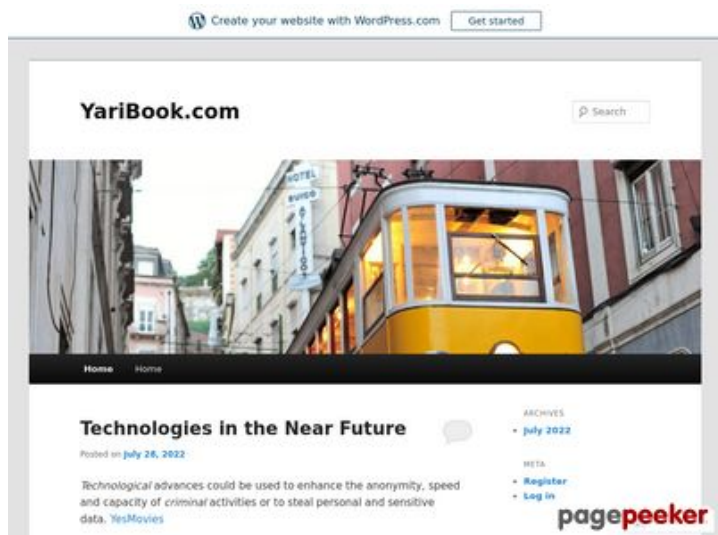 Create your website with WordPress.com
Get started
YariBook.com
Search
HOTEL
Home Home
Technologies in the Near Future
Posted on July 28, 2022
Technological advances could be used to enhance the anonymity, speed
and capacity of criminal activities or to steal personal and sensitive
data. YesMovies
ARCHIVES
July 2022
META
Register
Log in
pagepeeker